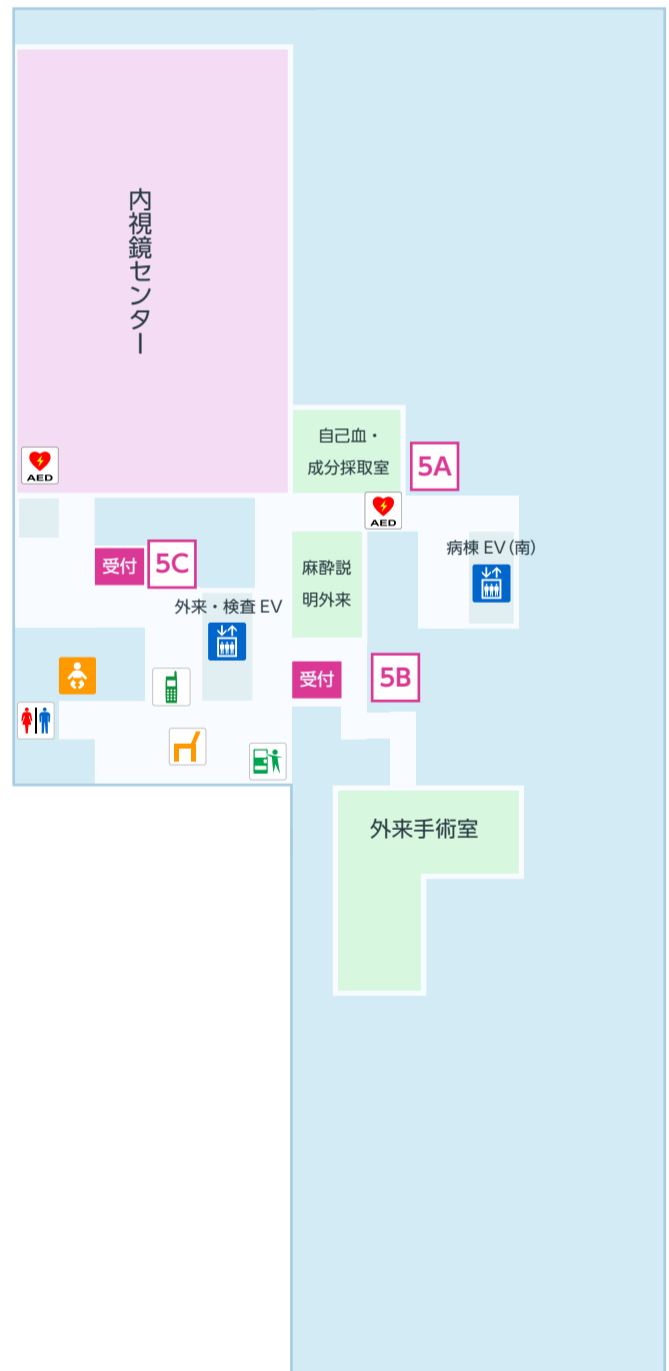 内視鏡センター
自己血・
成分採取室
5A
AED
AED
病棟 EV (南)
受付
5C
麻酔説
明外来
外来・検査 EV
受付
5B
外来手術室